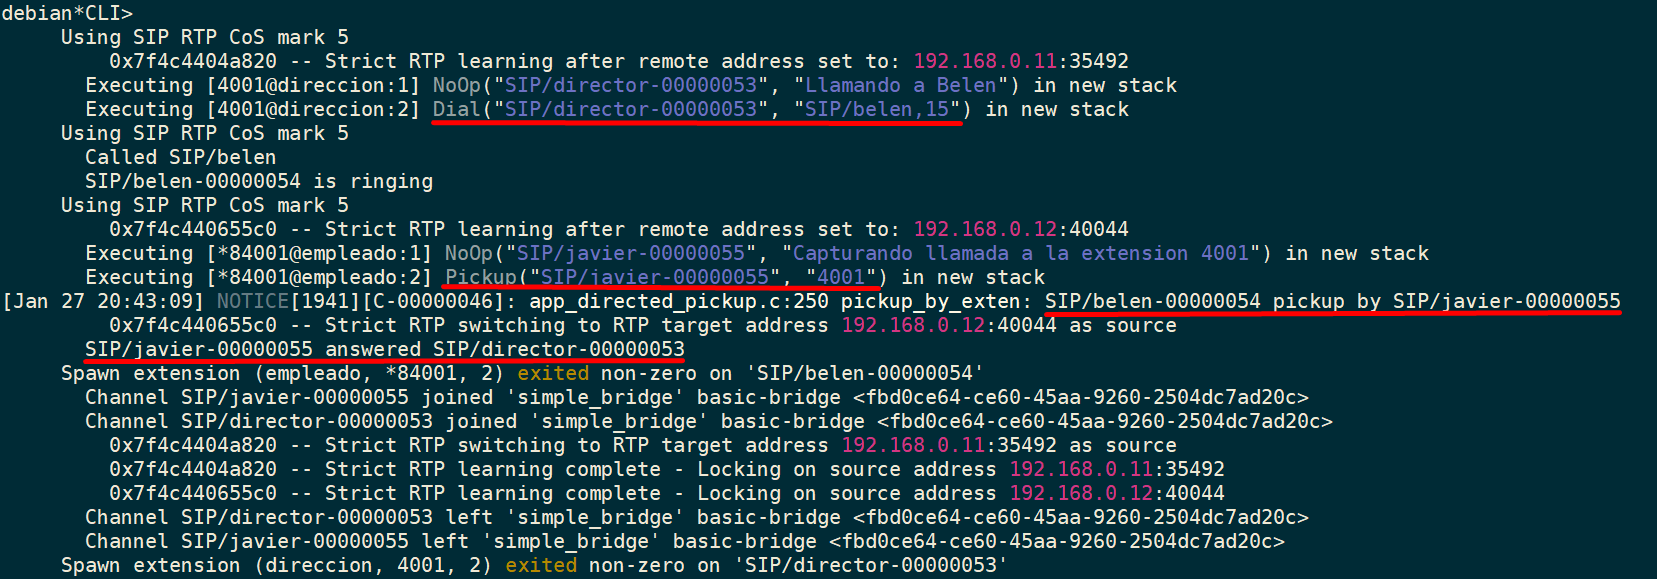 debian*CLI>
Using SIP RTP CoS mark 5
0x7f4c4404a820 -- Strict RTP learning after remote address set to: 192.168.0.11:35492
Executing [4001@direccion:1] NoOp("SIP/director-00000053", "Llamando a Belen") in new stack
Executing [4001@direccion:2] Dial("SIP/director-00000053", "SIP/belen,15") in new stack
Using SIP RTP CoS mark 5
Called SIP/belen
SIP/belen-00000054 is ringing
Using SIP RTP CoS mark 5
0x7f4c440655c0 -- Strict RTP learning after remote address set to: 192.168.0.12:40044
Executing [*84001@empleado:1] NoOp("SIP/javier-00000055", "Capturando llamada a la extension 4001") in new stack
Executing [*84001@empleado:2] Pickup("SIP/javier-00000055", "4001") in new stack
[Jan 27 20:43:09] NOTICE[1941][C-00000046]: app_directed_pickup.c:250 pickup_by_exten: SIP/belen-00000054 pickup by SIP/javier-00000055
0x7f4c440655c0 -- Strict RTP switching to RTP target address 192.168.0.12:40044 as source
SIP/javier-00000055 answered SIP/director-00000053
Spawn extension (empleado, *84001, 2) exited non-zero on 'SIP/belen-00000054'
Channel SIP/javier-00000055 joined 'simple_bridge' basic-bridge <fbd0ce64-ce60-45aa-9260-2504dc7ad20c>
Channel SIP/director-00000053 joined 'simple_bridge' basic-bridge <fbd0ce64-ce60-45aa-9260-2504dc7ad20c>
0x7f4c4404a820 -- Strict RTP switching to RTP target address 192.168.0.11:35492 as source
0x7f4c4404a820 -- Strict RTP learning complete - Locking on source address 192.168.0.11:35492
0x7f4c440655c0 -- Strict RTP learning complete - Locking on source address 192.168.0.12:40044
Channel SIP/director-00000053 left 'simple_bridge' basic-bridge <fbd0ce64-ce60-45aa-9260-2504dc7ad20c>
Channel SIP/javier-00000055 left 'simple_bridge' basic-bridge <fbd0ce64-ce60-45aa-9260-2504dc7ad20c>
Spawn extension (direccion, 4001, 2) exited non-zero on 'SIP/director-00000053'